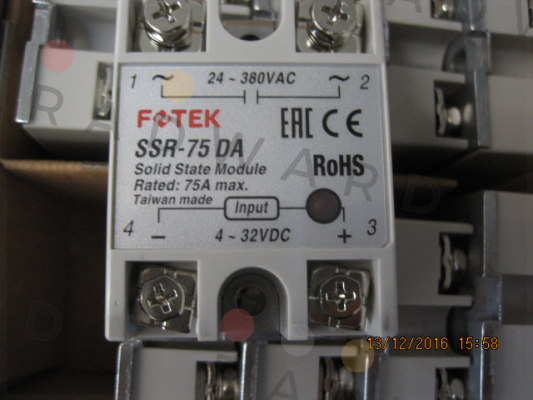 1 ~ 24 ~ 380VAC ~ 2
FOTEK EAC CE
SSR-75 DA
Solid State Module RoHS
Rated: 75A max.
Taiwan made
Input
4 − 4 ~ 32VDC + 3
13/12/2016 15:58
RADWARD